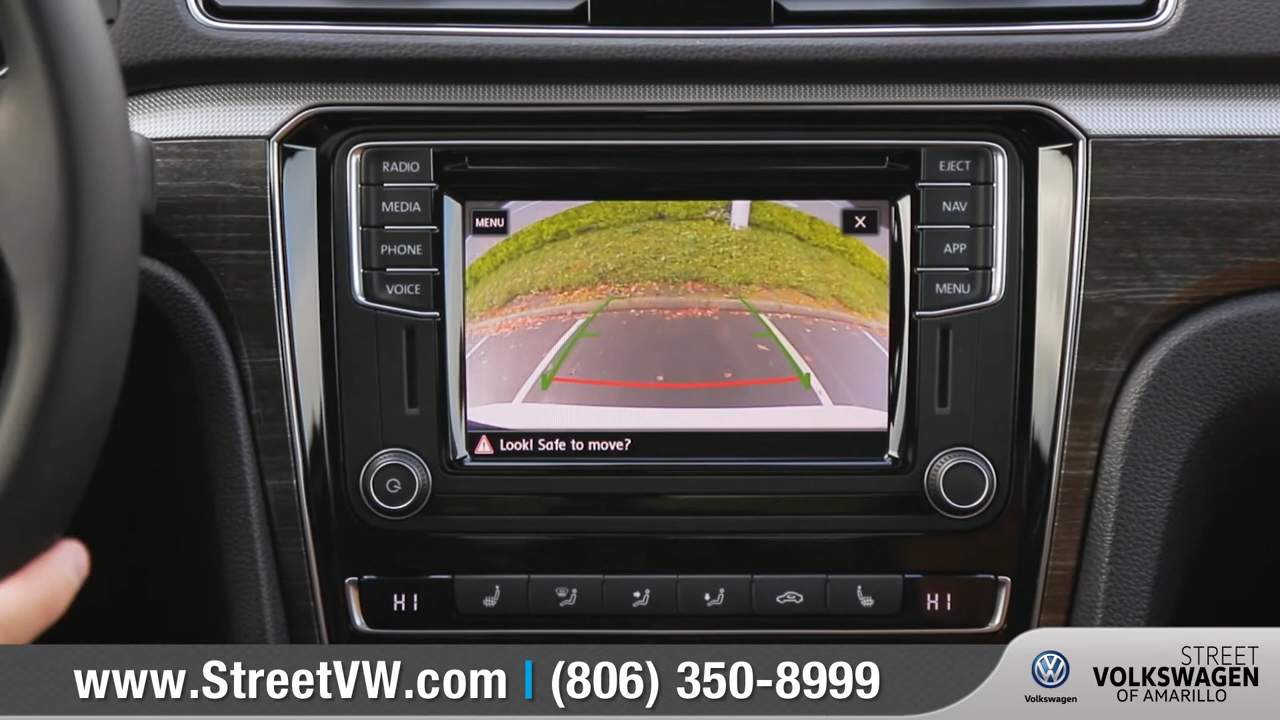 RADIO
MEDIA
PHONE
VOICE
EJECT
NAV
APP
MENU
MENU
X
Look! Safe to move?
HI
HI
www.StreetVW.com | (806) 350-8999
Volkswagen
STREET
VOLKSWAGEN
OF AMARILLO